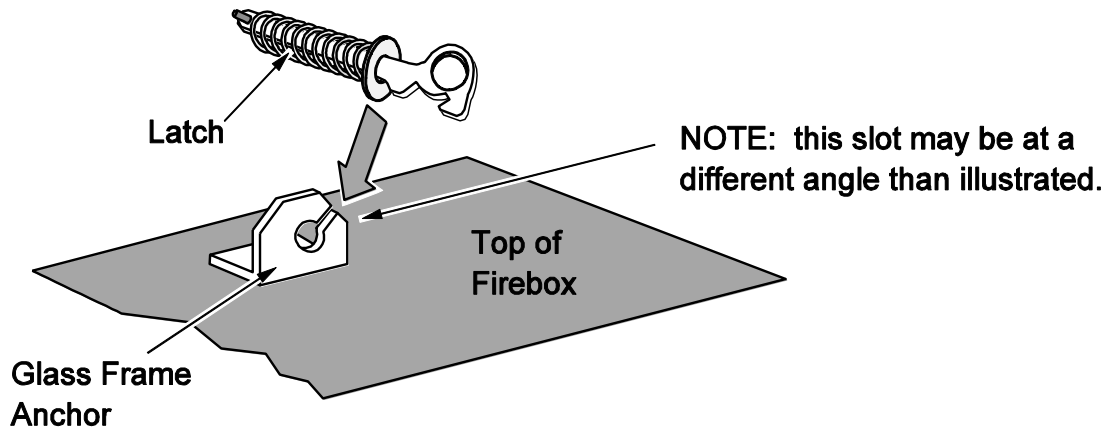 Latch
NOTE:  this slot may be at a
different angle than illustrated.
Top of
Firebox
Glass Frame
Anchor